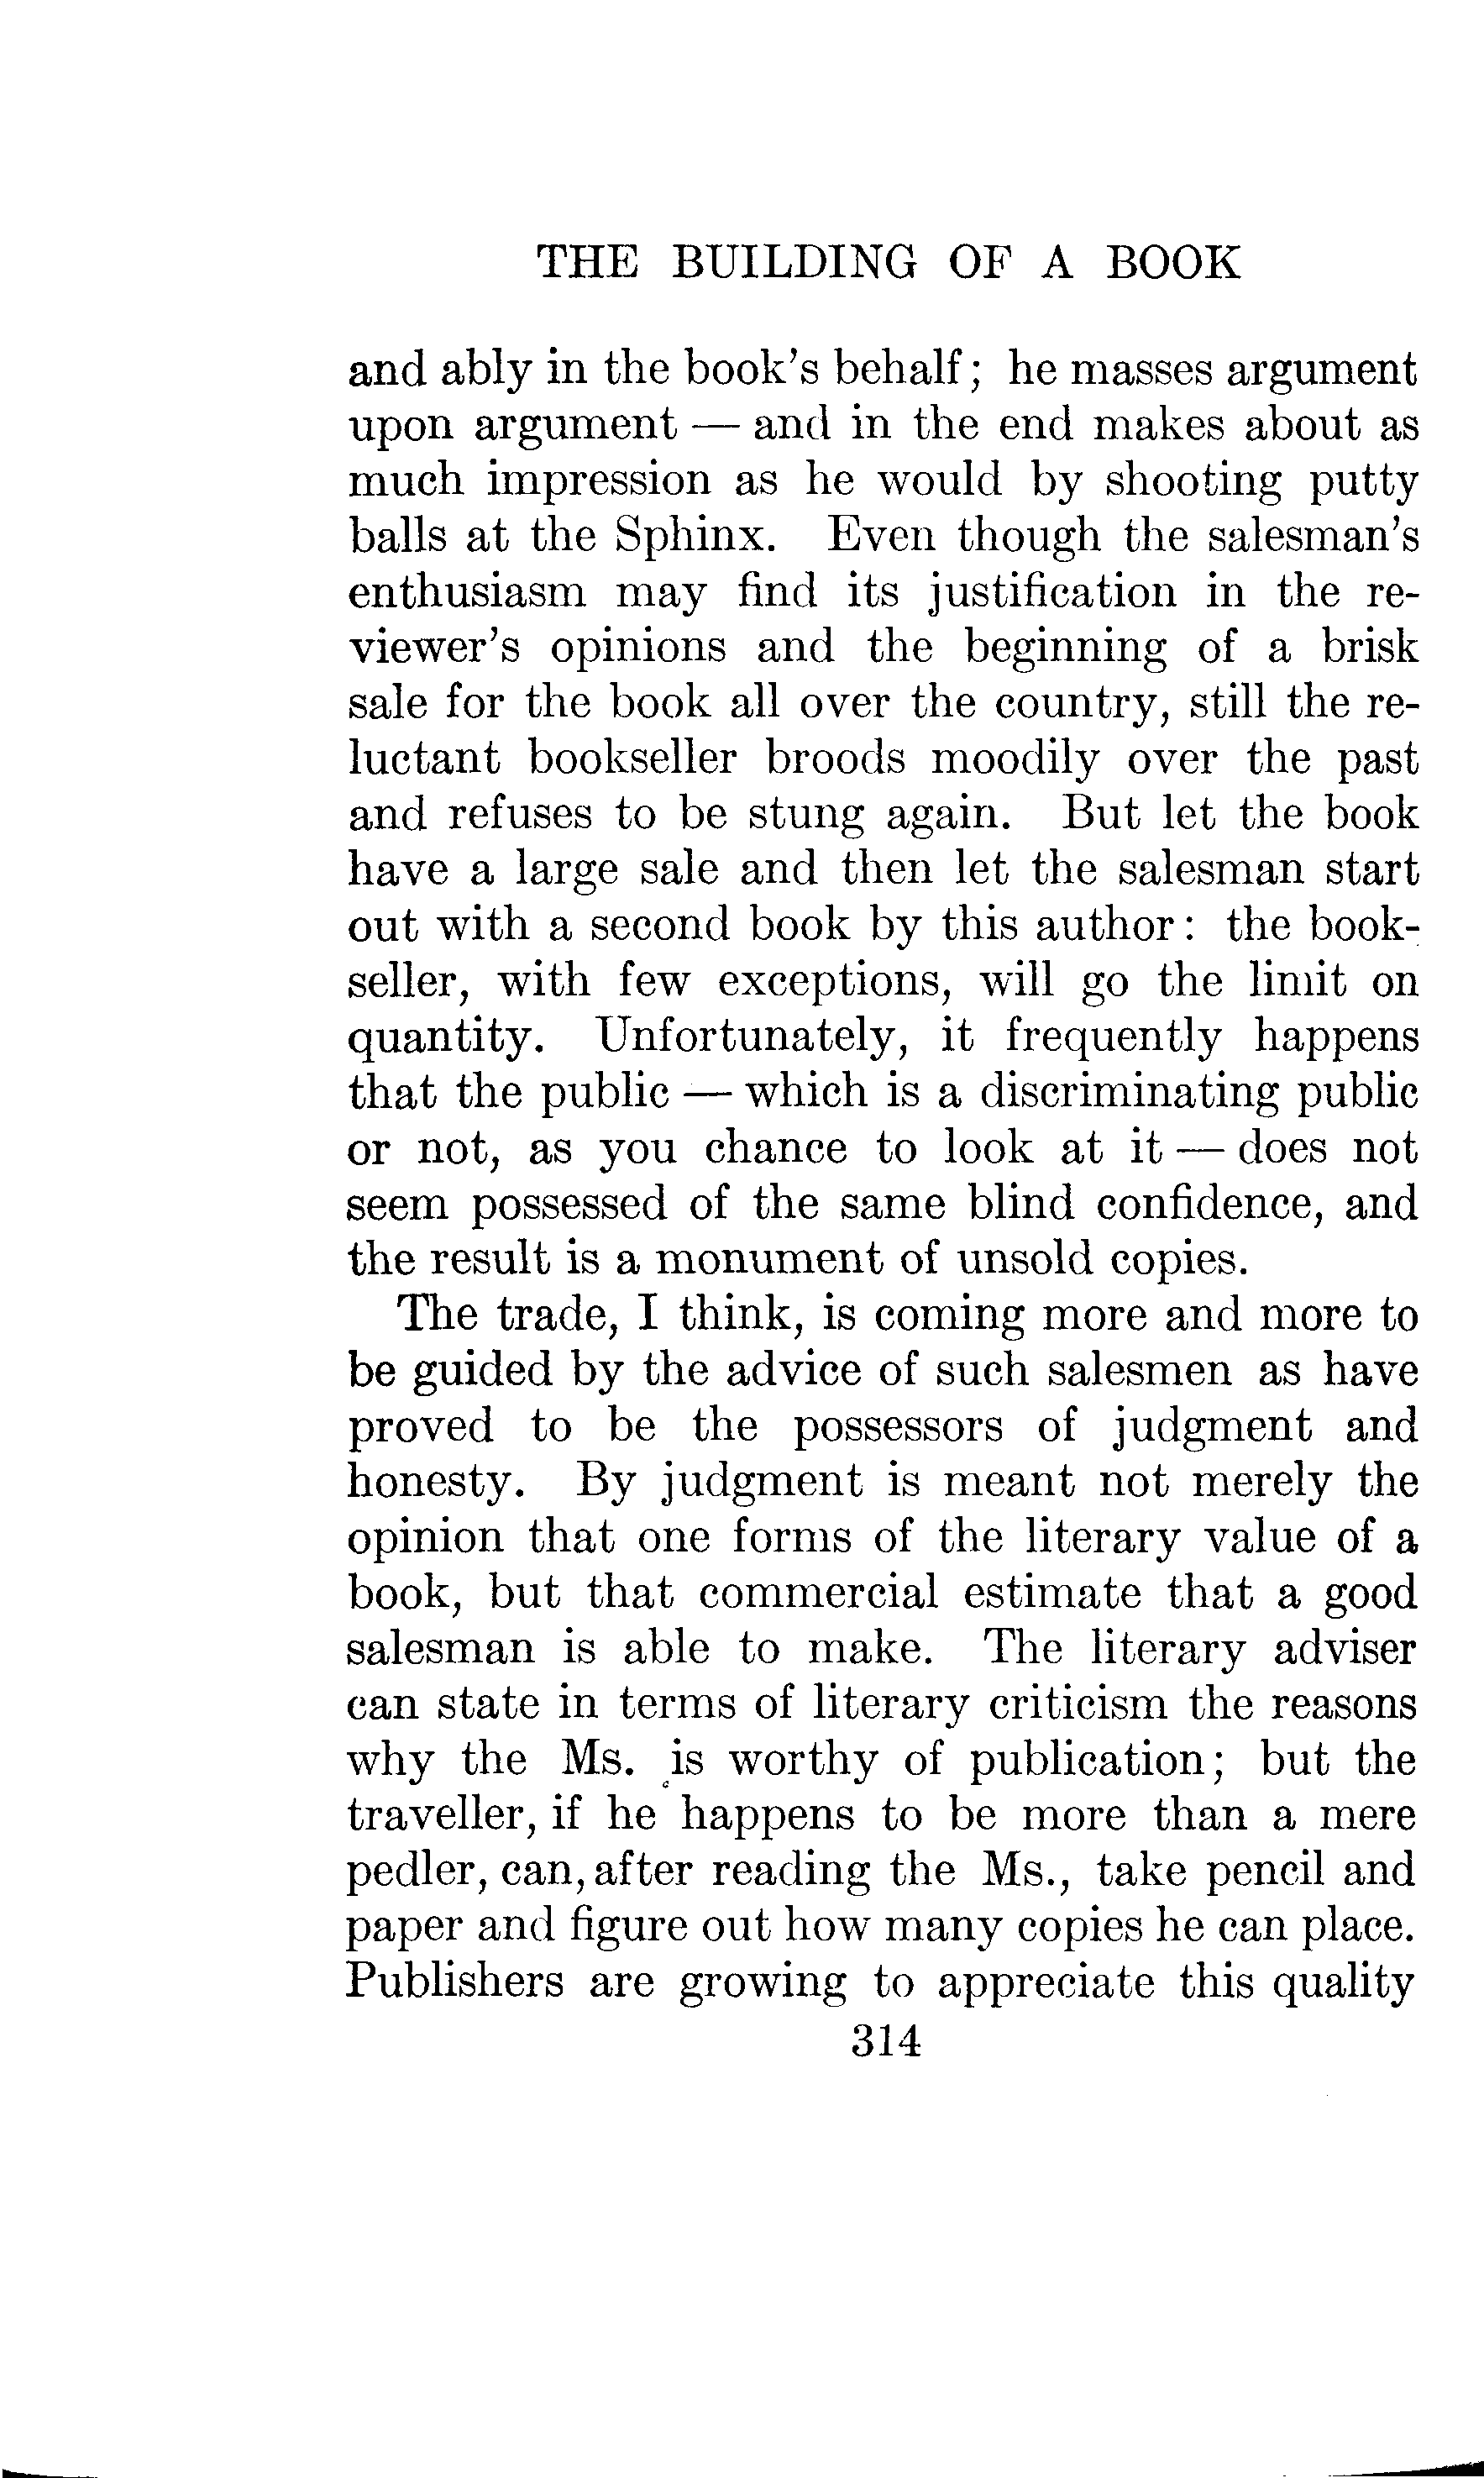 THE BUILDING OF A BOOK
and ably in the book's behalf; he masses argument
upon argument — and in the end makes about as
much impression as he would by shooting putty
balls at the Sphinx. Even though the salesman's
enthusiasm may find its justification in the re-
viewer's opinions and the beginning of a brisk
sale for the book all over the country, still the re-
luctant bookseller broods moodily over the past
and refuses to be stung again. But let the book
have a large sale and then let the salesman start
out with a second book by this author: the book-
seller, with few exceptions, will go the limit on
quantity. Unfortunately, it frequently happens
that the public — which is a discriminating public
or not, as you chance to look at it — does not
seem possessed of the same blind confidence, and
the result is a monument of unsold copies.
The trade, I think, is coming more and more to
be guided by the advice of such salesmen as have
proved to be the possessors of judgment and
honesty. By judgment is meant not merely the
opinion that one forms of the literary value of a
book, but that commercial estimate that a good
salesman is able to make. The literary adviser
can state in terms of literary criticism the reasons
why the Ms. is worthy of publication; but the
traveller, if he happens to be more than a mere
pedler, can, after reading the Ms., take pencil and
paper and figure out how many copies he can place.
Publishers are growing to appreciate this quality
314